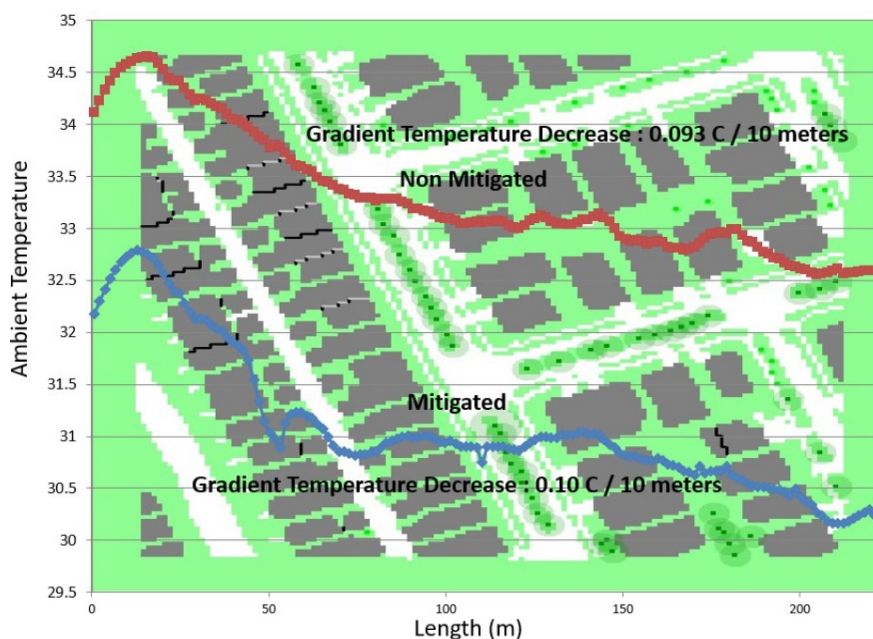 35
34.5
34
33.5
33
32.5
32
31.5
31
30.5
30
29.5
Ambient Temperature
Gradient Temperature Decrease : 0.093 C / 10 meters
Non Mitigated
Mitigated
Gradient Temperature Decrease : 0.10 C / 10 meters
0 50 100 150 200
Length (m)